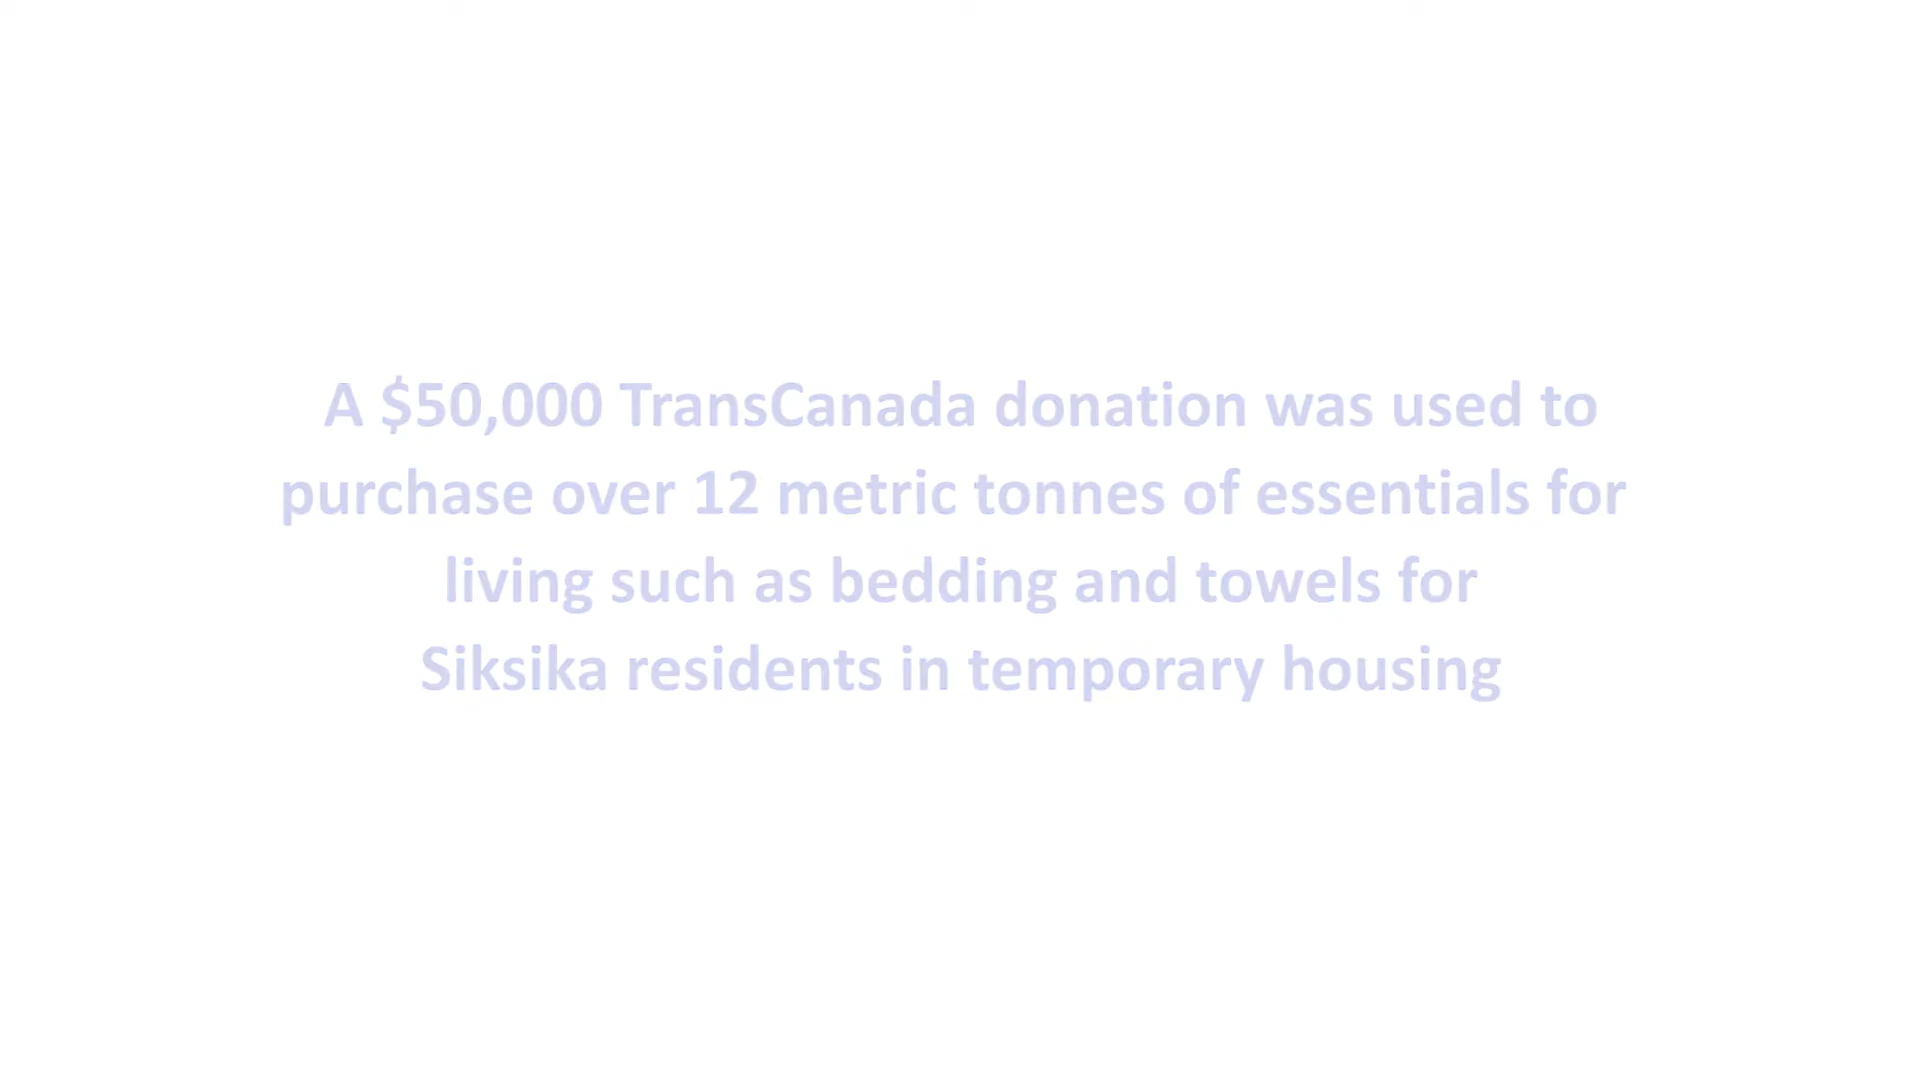 A $50,000 TransCanada donation was used to
purchase over 12 metric tonnes of essentials for
living such as bedding and towels for
Siksika residents in temporary housing